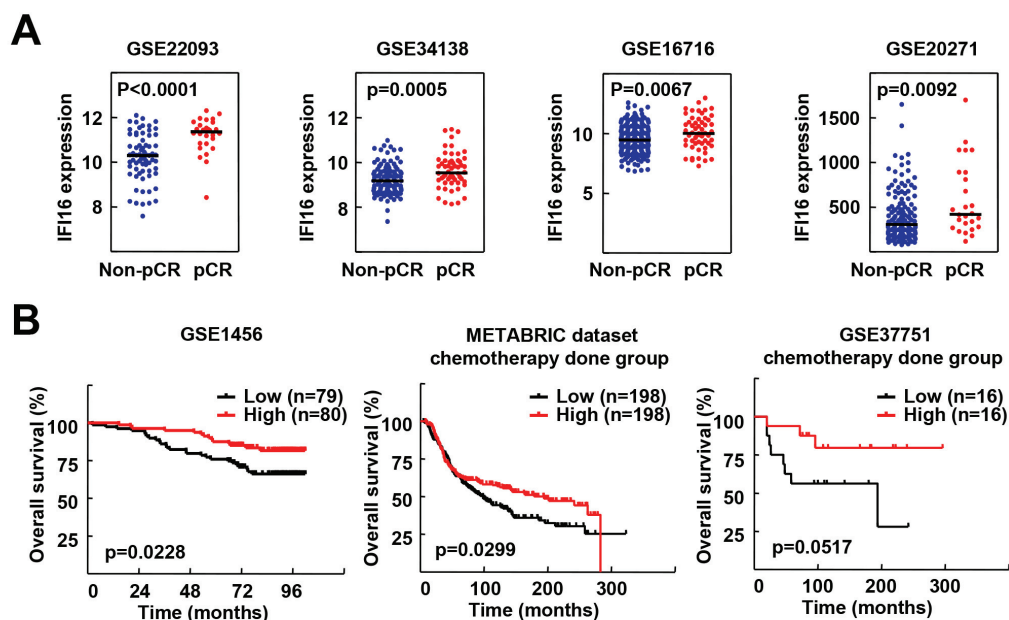 A
GSE22093
IFI16 expression
12
10
8
P<0.0001
Non-pCR pCR
GSE34138
IFI16 expression
12
10
8
p=0.0005
Non-pCR pCR
GSE16716
IFI16 expression
10
5
p=0.0067
Non-pCR pCR
GSE20271
IFI16 expression
1500
1000
500
p=0.0092
Non-pCR pCR
B
GSE1456
Overall survival (%)
100
75
50
25
Low (n=79)
High (n=80)
p=0.0228
0 24 48 72 96
Time (months)
METABRIC dataset
chemotherapy done group
Overall survival (%)
100
75
50
25
Low (n=198)
High (n=198)
p=0.0299
0 100 200 300
Time (months)
GSE37751
chemotherapy done group
Overall survival (%)
100
75
50
25
Low (n=16)
High (n=16)
p=0.0517
0 100 200 300
Time (months)